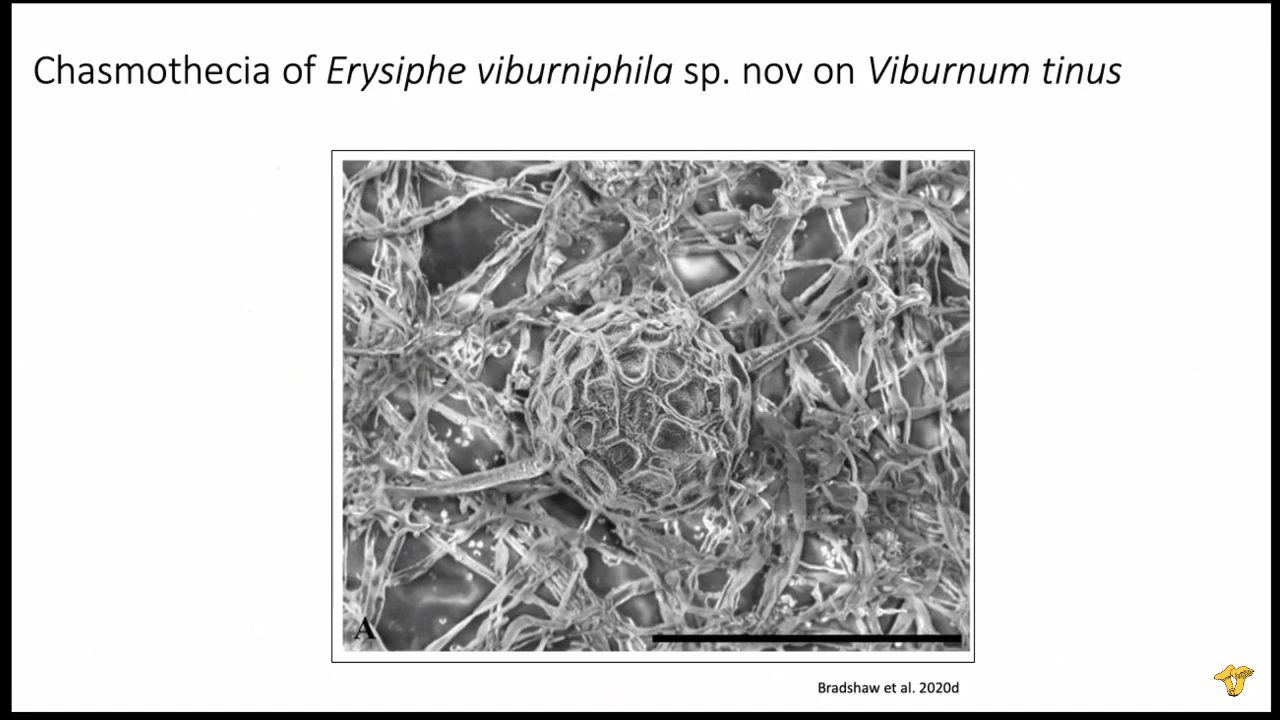 Chasmothecia of Erysiphe viburniphila sp. nov on Viburnum tinus
A
Bradshaw et al. 2020d